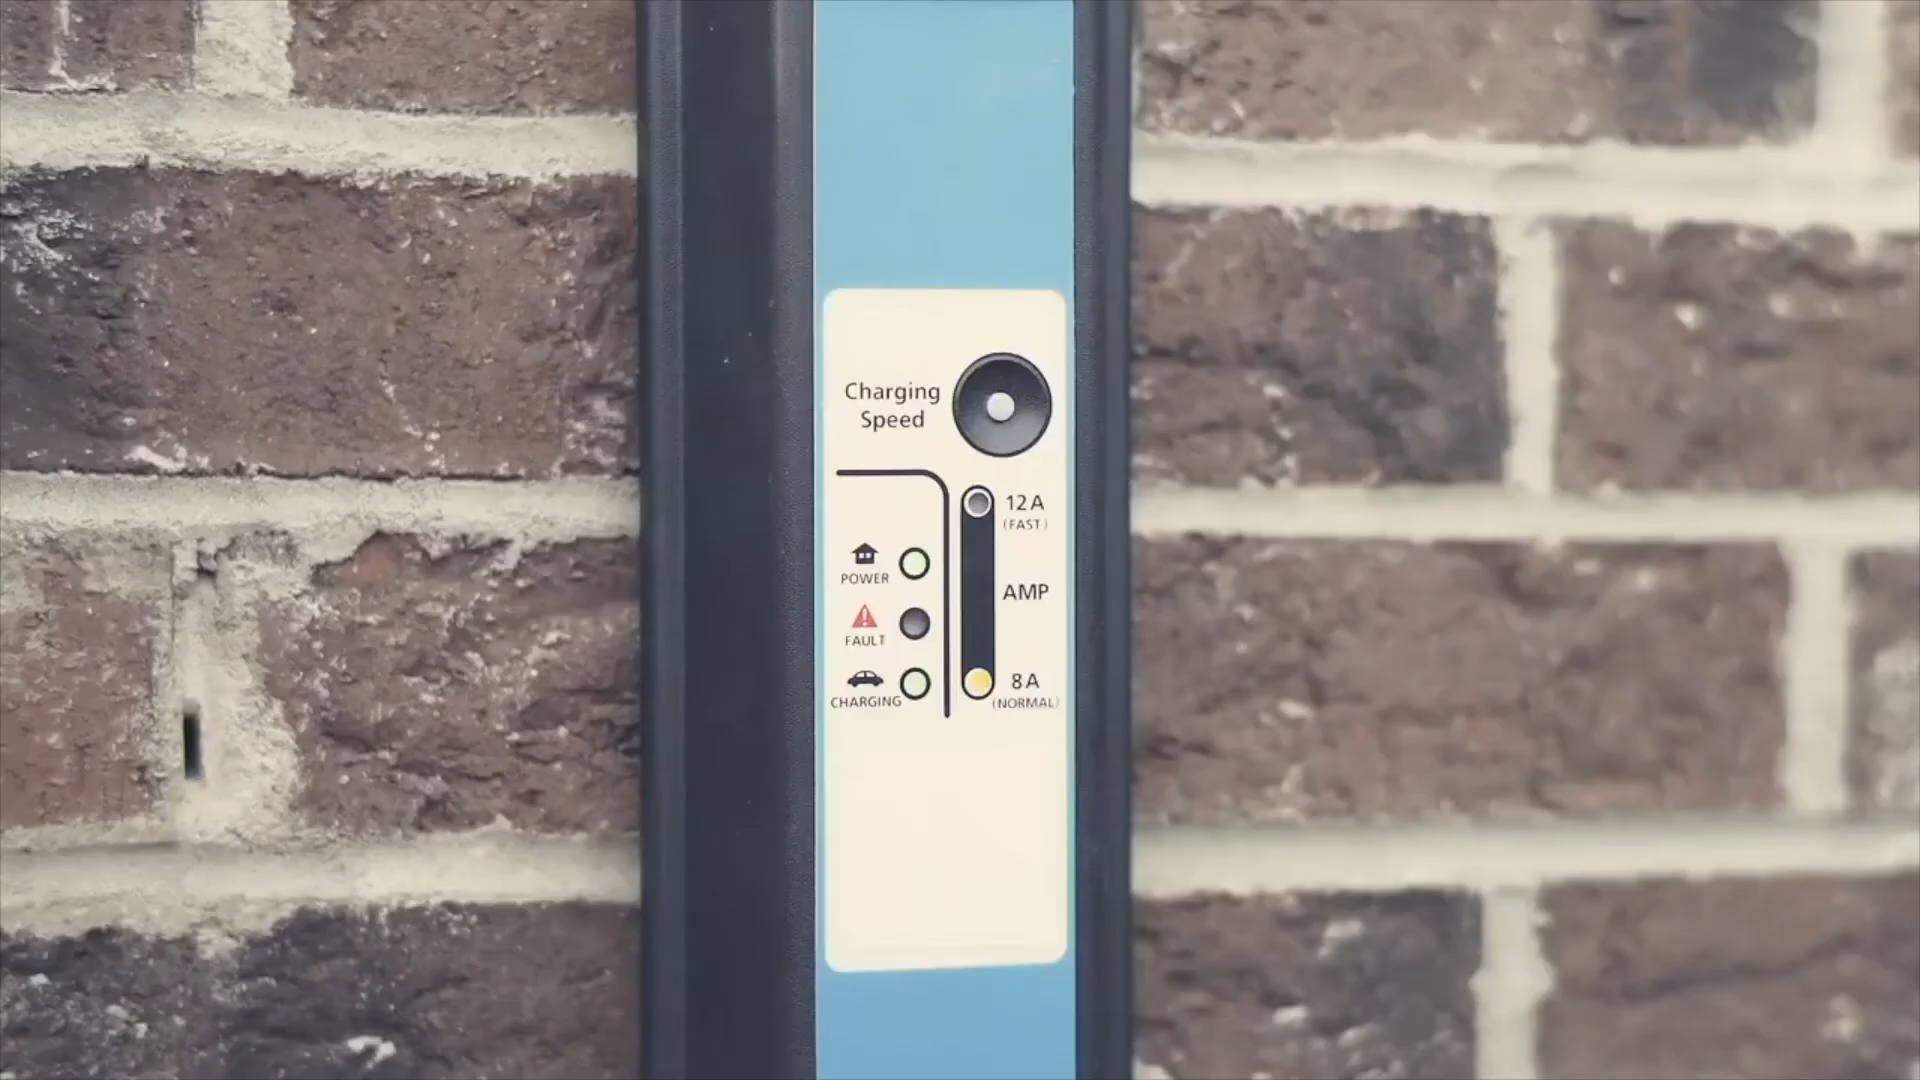 Charging
Speed
12A
(FAST)
POWER
AMP
FAULT
8A
CHARGING
(NORMAL)